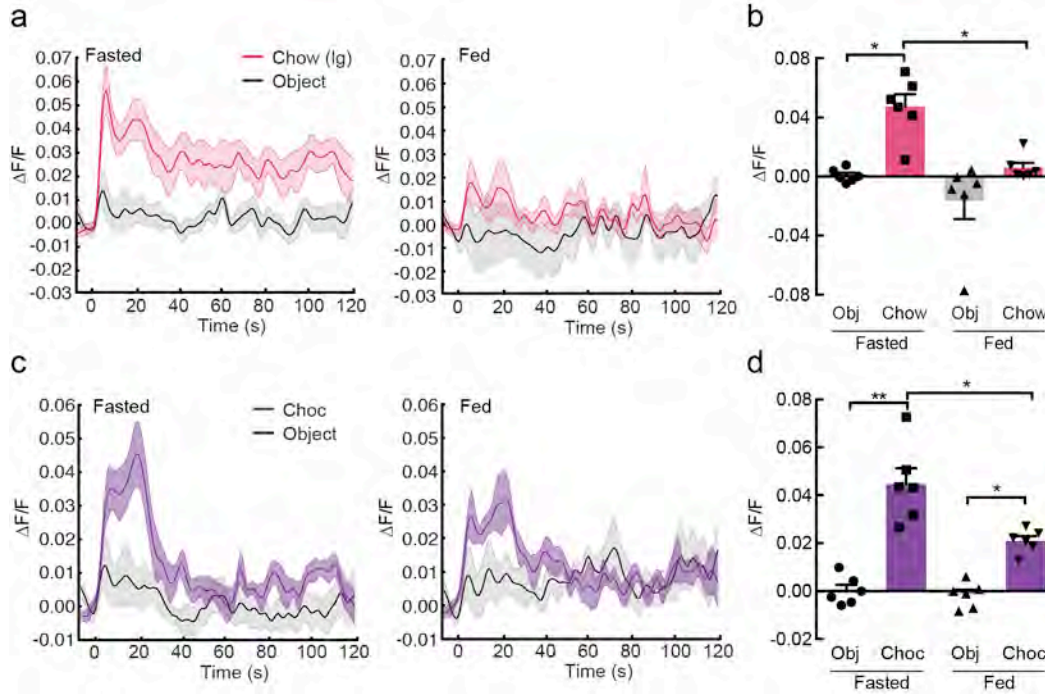 a
Fasted
Chow (lg)
Object
ΔF/F
0.07
0.06
0.05
0.04
0.03
0.02
0.01
0.00
-0.01
-0.02
-0.03
0 20 40 60 80 100 120
Time (s)
Fed
0.07
0.06
0.05
0.04
0.03
0.02
0.01
0.00
-0.01
-0.02
-0.03
0 20 40 60 80 100 120
Time (s)
b
* *
ΔF/F
0.08
0.04
0.00
-0.04
-0.08
Obj Chow Obj Chow
Fasted Fed
c
Fasted
Choc
Object
ΔF/F
0.06
0.05
0.04
0.03
0.02
0.01
0.00
-0.01
0 20 40 60 80 100 120
Time (s)
Fed
0.06
0.05
0.04
0.03
0.02
0.01
0.00
-0.01
0 20 40 60 80 100 120
Time (s)
d
** *
*
ΔF/F
0.08
0.06
0.04
0.02
0.00
-0.02
Obj Choc Obj Choc
Fasted Fed